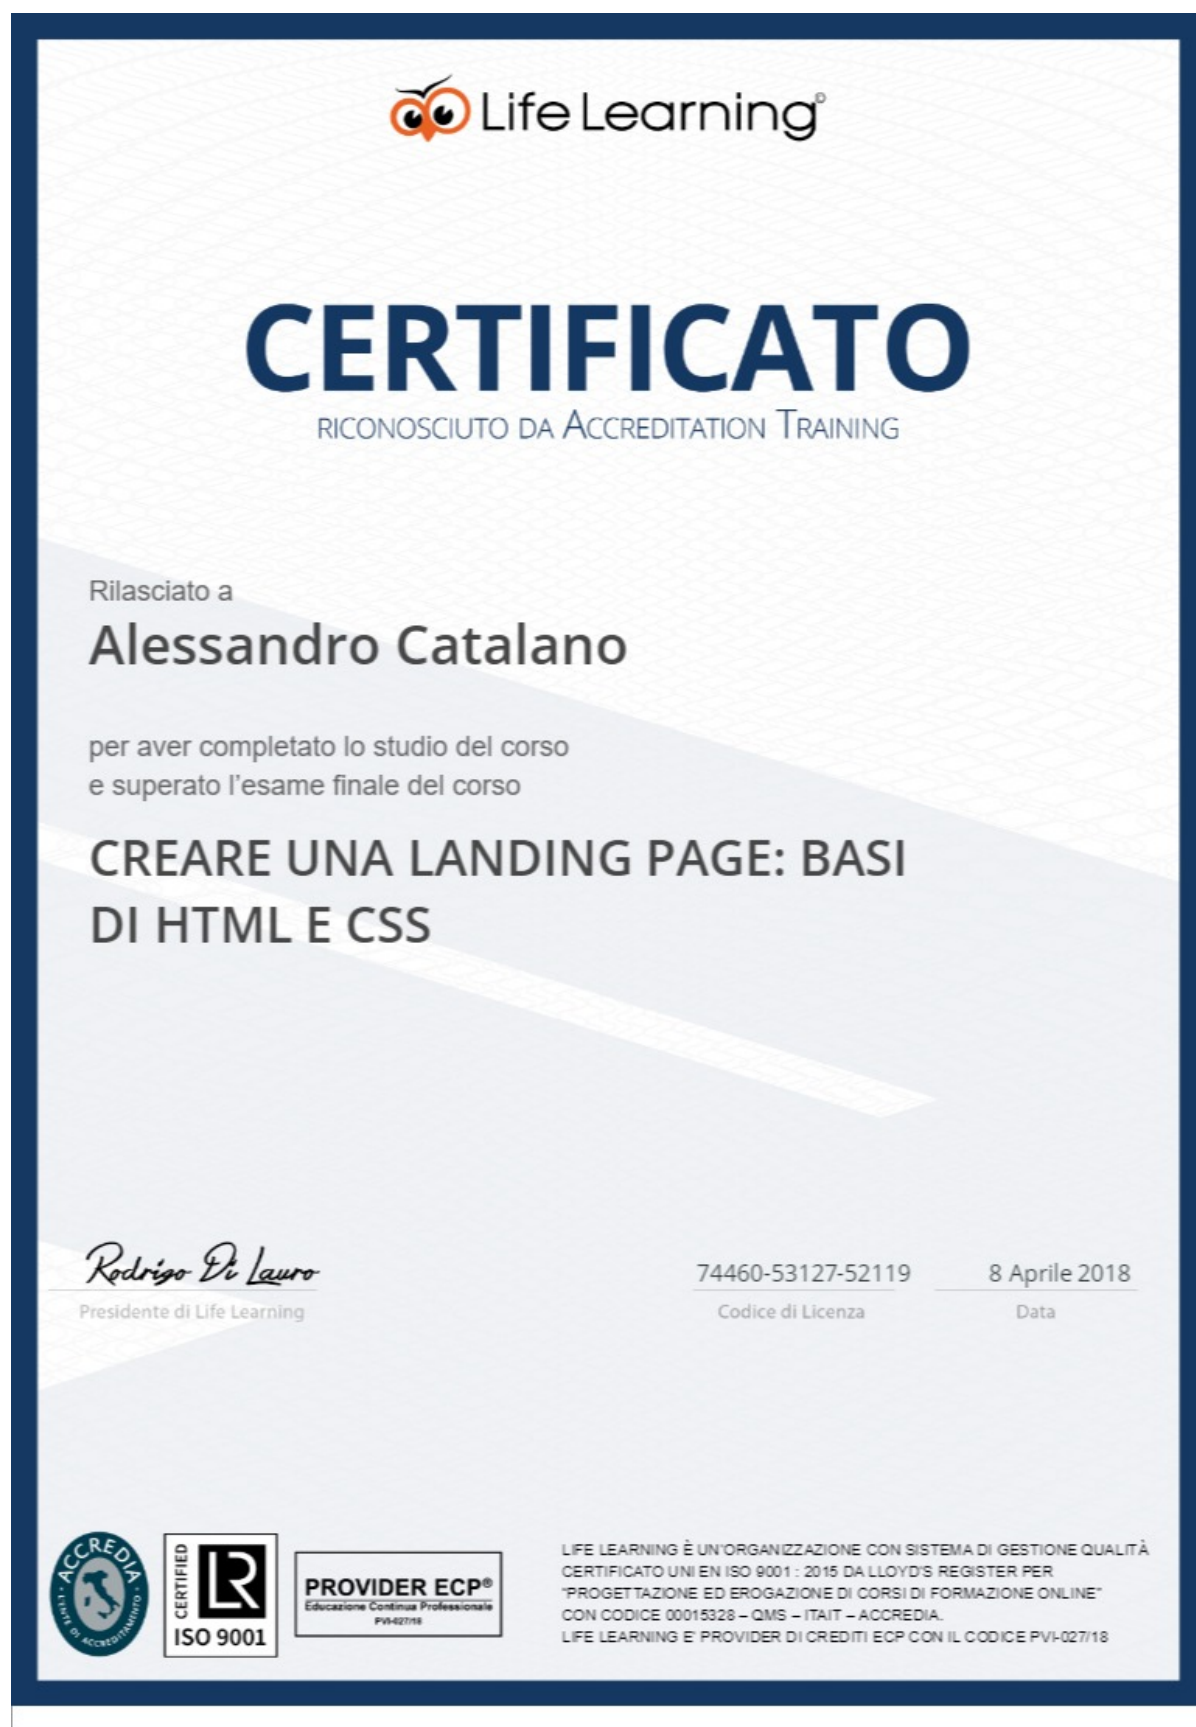 Life Learning©
CERTIFICATO
RICONOSCIUTO DA ACCREDITATION TRAINING
Rilasciato a
Alessandro Catalano
per aver completato lo studio del corso
e superato l'esame finale del corso
CREARE UNA LANDING PAGE: BASI
DI HTML E CSS
Rodrigo Di Lauro
Presidente di Life Learning
74460-53127-52119
Codice di Licenza
8 Aprile 2018
Data
ACCREDIA
L'ENTE DI ACCREDITAMENTO
CERTIFIED
LR
ISO 9001
PROVIDER ECP®
Educazione Continua Professionale
PVI-027/18
LIFE LEARNING È UN'ORGANIZZAZIONE CON SISTEMA DI GESTIONE QUALITÀ
CERTIFICATO UNI EN ISO 9001 : 2015 DA LLOYD'S REGISTER PER
"PROGETTAZIONE ED EROGAZIONE DI CORSI DI FORMAZIONE ONLINE"
CON CODICE 00015328 – QMS – ITAIT – ACCREDIA.
LIFE LEARNING E' PROVIDER DI CREDITI ECP CON IL CODICE PVI-027/18